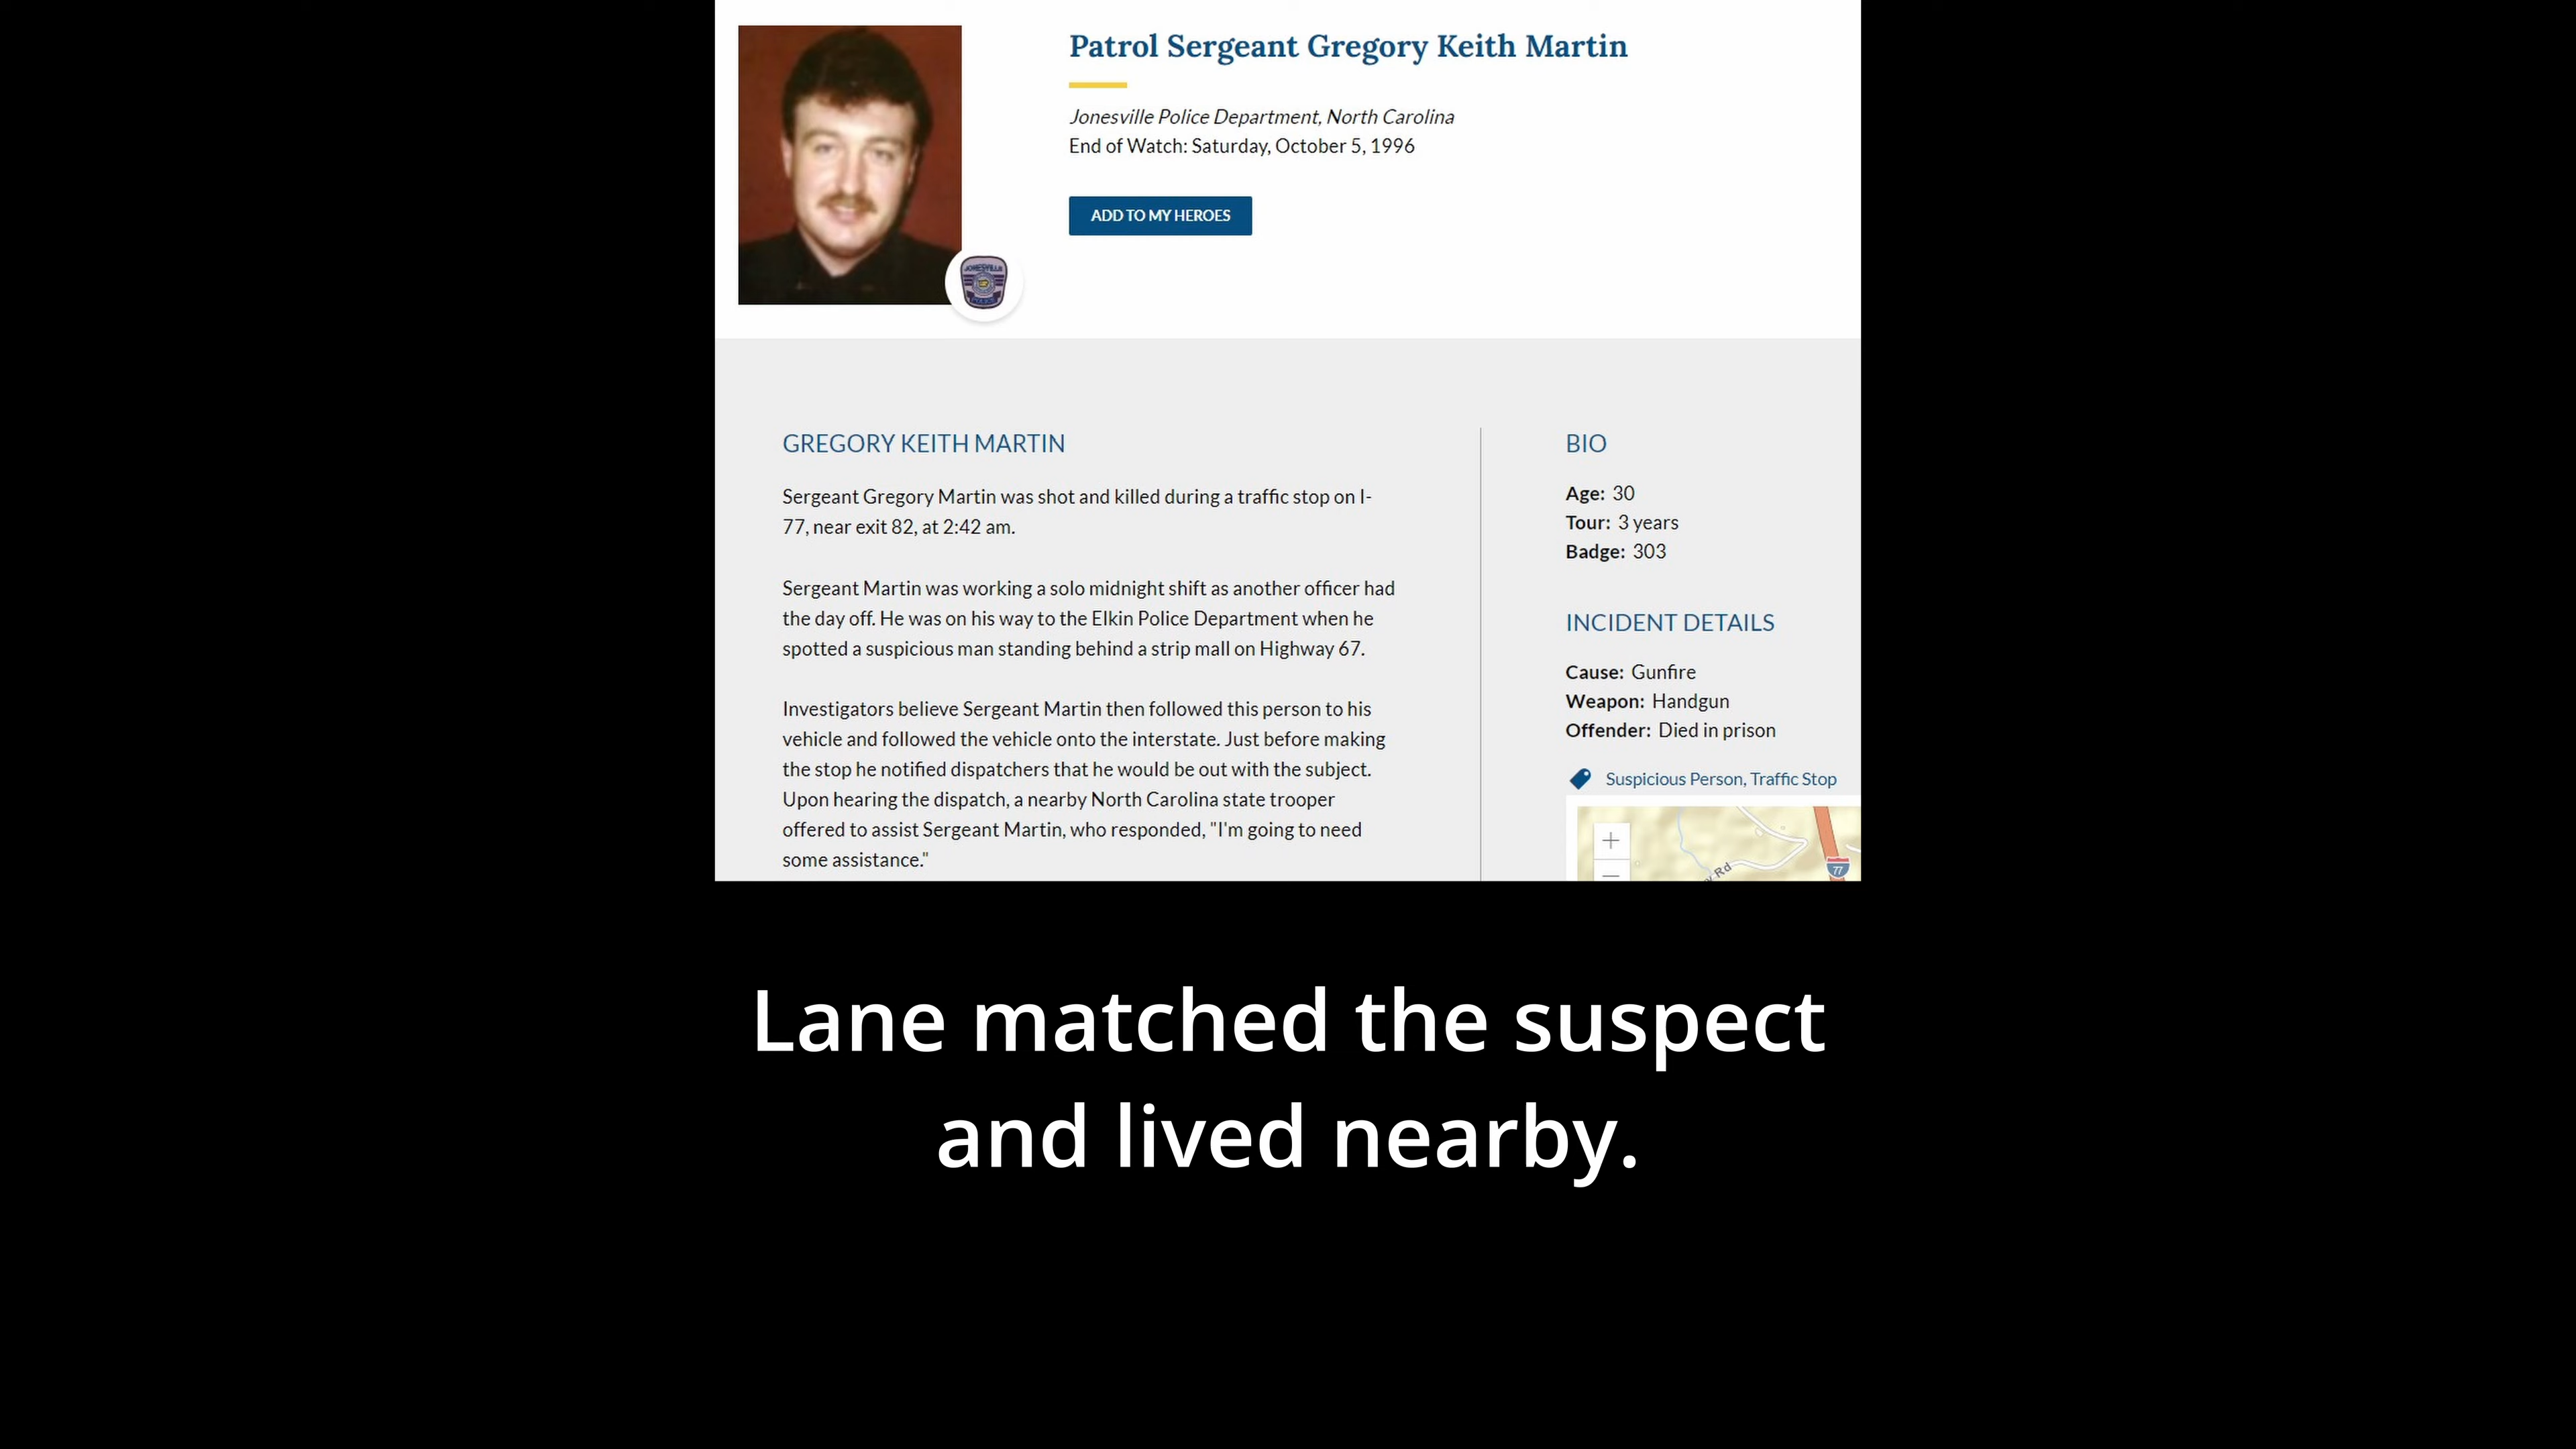 Patrol Sergeant Gregory Keith Martin
Jonesville Police Department, North Carolina
End of Watch: Saturday, October 5, 1996
ADD TO MY HEROES
JONESVILLE
POLICE
GREGORY KEITH MARTIN
Sergeant Gregory Martin was shot and killed during a traffic stop on I-
77, near exit 82, at 2:42 am.
Sergeant Martin was working a solo midnight shift as another officer had
the day off. He was on his way to the Elkin Police Department when he
spotted a suspicious man standing behind a strip mall on Highway 67.
Investigators believe Sergeant Martin then followed this person to his
vehicle and followed the vehicle onto the interstate. Just before making
the stop he notified dispatchers that he would be out with the subject.
Upon hearing the dispatch, a nearby North Carolina state trooper
offered to assist Sergeant Martin, who responded, "I'm going to need
some assistance."
BIO
Age: 30
Tour: 3 years
Badge: 303
INCIDENT DETAILS
Cause: Gunfire
Weapon: Handgun
Offender: Died in prison
Suspicious Person, Traffic Stop
+
Rd
77
−
Lane matched the suspect
and lived nearby.